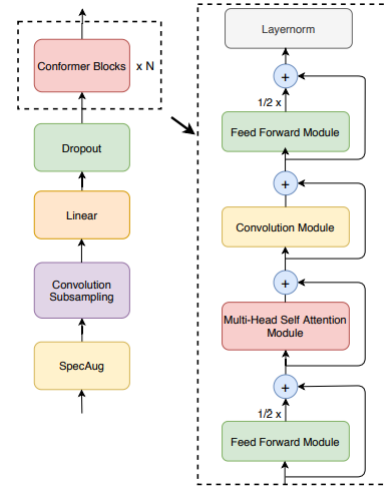 Conformer Blocks
x N
Dropout
Linear
Convolution
Subsampling
SpecAug
Layernorm
+
1/2 x
Feed Forward Module
+
Convolution Module
+
Multi-Head Self Attention
Module
+
1/2 x
Feed Forward Module